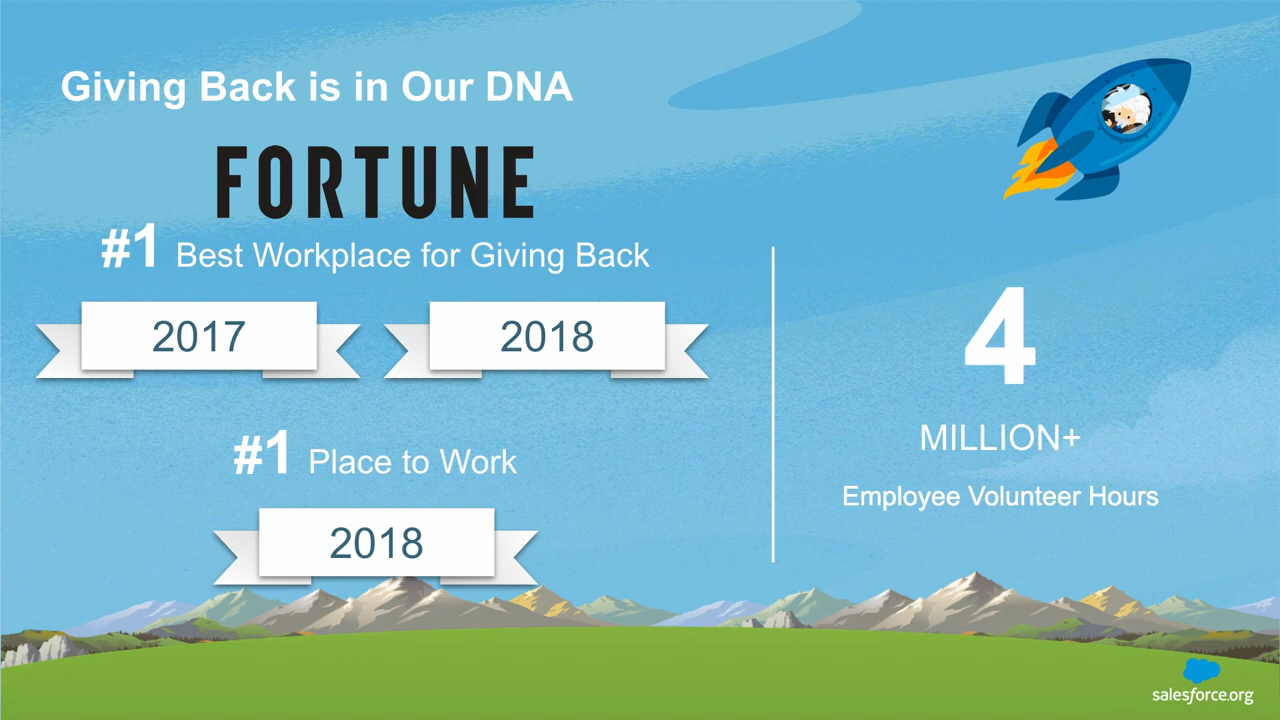 Giving Back is in Our DNA
FORTUNE
#1 Best Workplace for Giving Back
2017
2018
#1 Place to Work
2018
4
MILLION+
Employee Volunteer Hours
salesforce.org